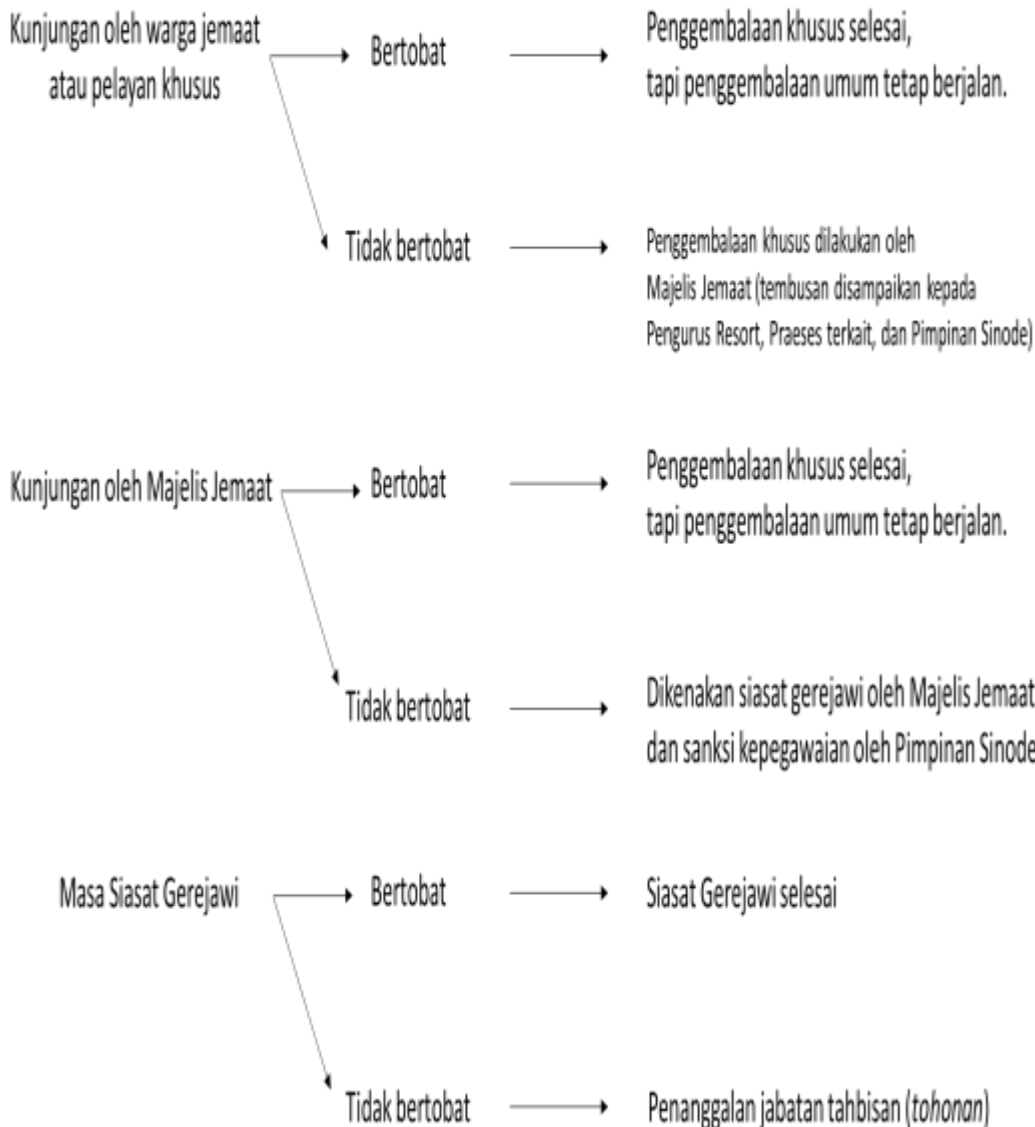 Kunjungan oleh warga jemaat
atau pelayan khusus
Bertobat
Penggembalaan khusus selesai,
tapi penggembalaan umum tetap berjalan.
Tidak bertobat
Penggembalaan khusus dilakukan oleh
Majelis Jemaat (tembusan disampaikan kepada
Pengurus Resort, Praeses terkait, dan Pimpinan Sinode)
Kunjungan oleh Majelis Jemaat
Bertobat
Penggembalaan khusus selesai,
tapi penggembalaan umum tetap berjalan.
Tidak bertobat
Dikenakan siasat gerejawi oleh Majelis Jemaat
dan sanksi kepegawaian oleh Pimpinan Sinode
Masa Siasat Gerejawi
Bertobat
Siasat Gerejawi selesai
Tidak bertobat
Penanggalan jabatan tahbisan (tohonan)